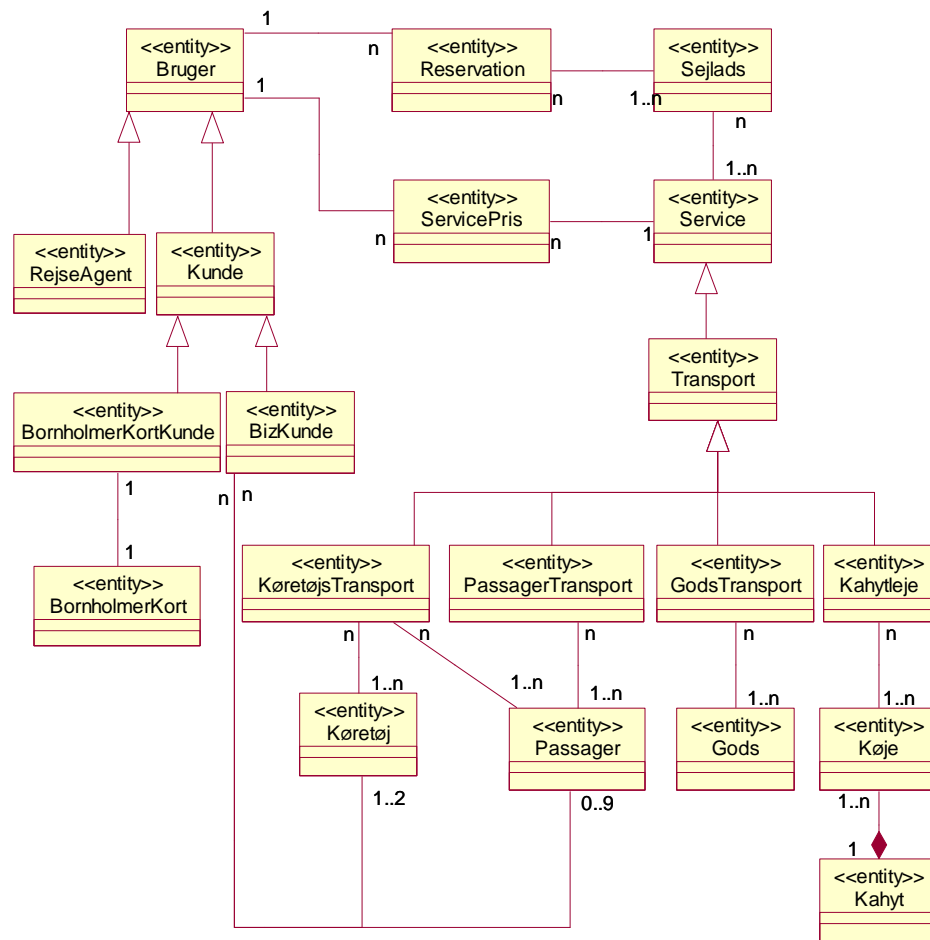 1
n
<<entity>>
Bruger
<<entity>>
Reservation
<<entity>>
Sejlads
1
n
1..n
n
1..n
<<entity>>
ServicePris
<<entity>>
Service
n
n
1
<<entity>>
RejseAgent
<<entity>>
Kunde
<<entity>>
Transport
<<entity>>
BornholmerKortKunde
<<entity>>
BizKunde
1
n
n
1
<<entity>>
BornholmerKort
<<entity>>
KøretøjsTransport
<<entity>>
PassagerTransport
<<entity>>
GodsTransport
<<entity>>
Kahytleje
n
n
n
n
n
1..n
1..n
1..n
1..n
1..n
<<entity>>
Køretøj
<<entity>>
Passager
<<entity>>
Gods
<<entity>>
Køje
1..2
0..9
1..n
1
<<entity>>
Kahyt